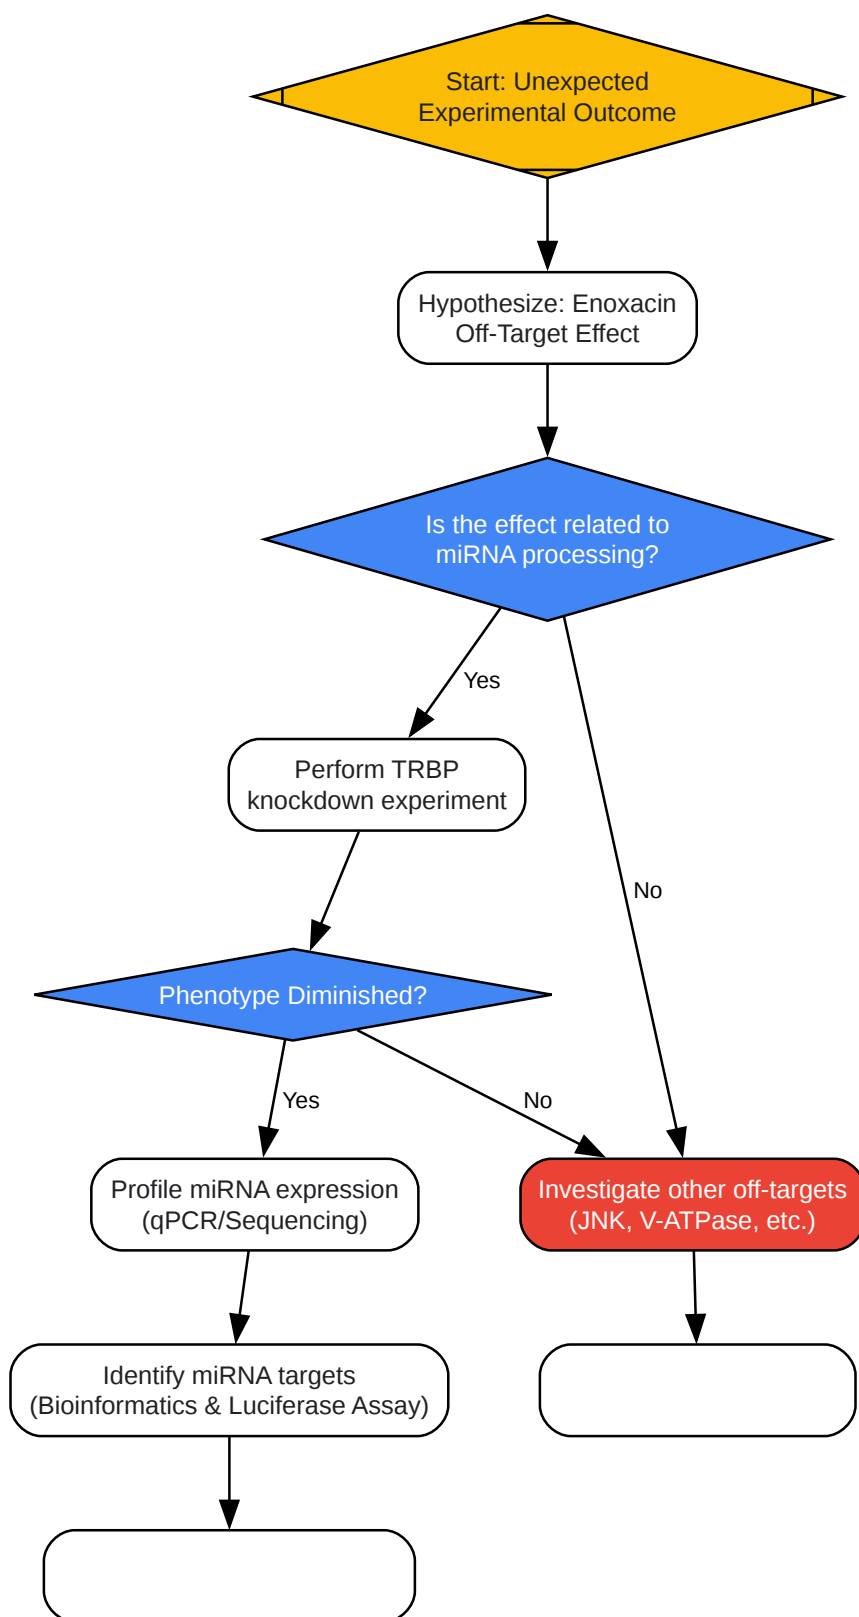 Start: Unexpected
Experimental Outcome
Hypothesize: Enoxacin
Off-Target Effect
Is the effect related to
miRNA processing?
Yes
Perform TRBP
knockdown experiment
No
Phenotype Diminished?
Yes
No
Profile miRNA expression
(qPCR/Sequencing)
Investigate other off-targets
(JNK, V-ATPase, etc.)
Identify miRNA targets
(Bioinformatics & Luciferase Assay)